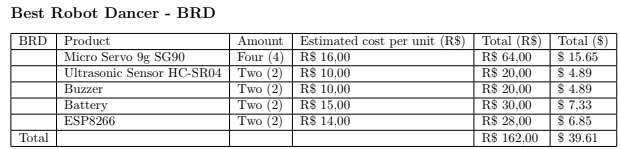 Best Robot Dancer - BRD
BRD Product Amount Estimated cost per unit (R$) Total (R$) Total ($)
Micro Servo 9g SG90 Four (4) R$ 16,00 R$ 64,00 $ 15.65
Ultrasonic Sensor HC-SR04 Two (2) R$ 10.00 R$ 20,00 $ 4.89
Buzzer Two (2) R$ 10.00 R$ 20,00 $ 4.89
Battery Two (2) R$ 15,00 R$ 30,00 $ 7,33
ESP8266 Two (2) R$ 14,00 R$ 28,00 $ 6.85
Total R$ 162,00 $ 39.61